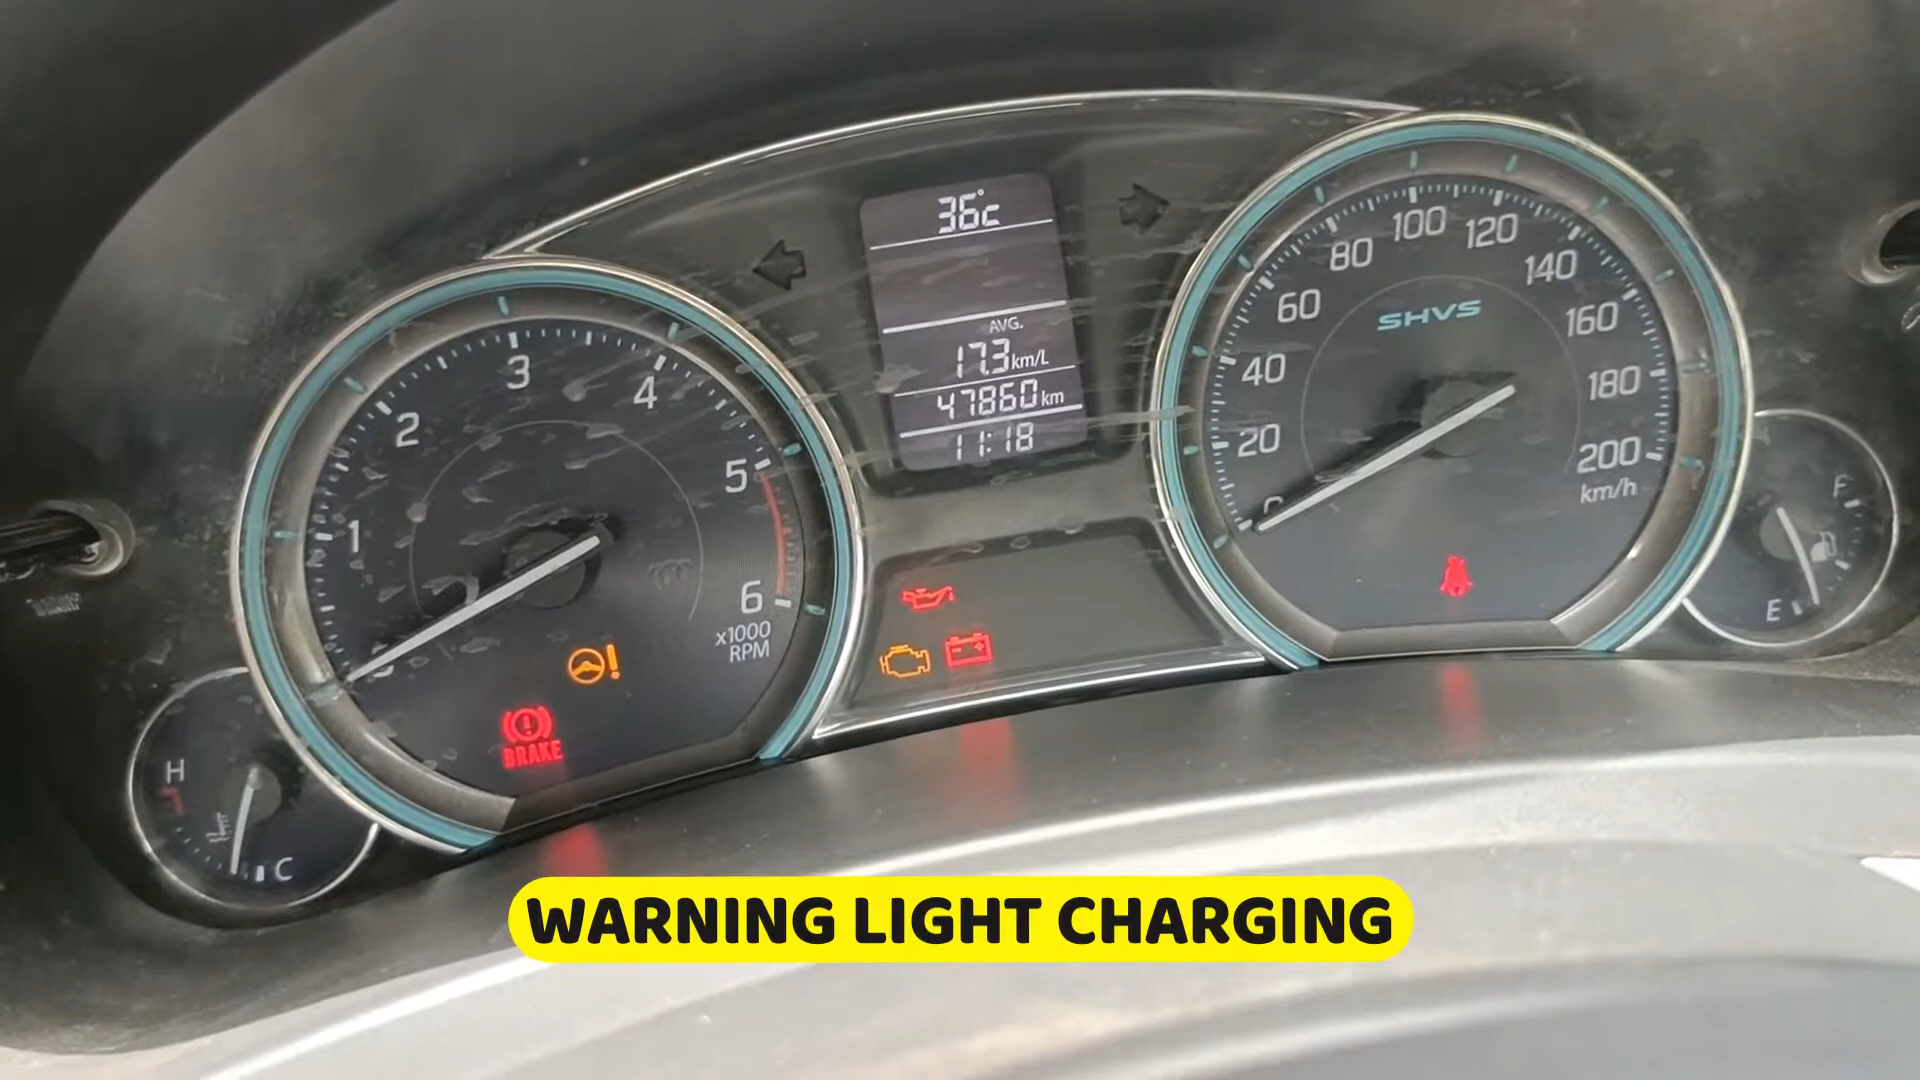 36°c
AVG.
17.3km/L
47860km
11:18
1
2
3
4
5
6
x1000
RPM
BRAKE
H
C
20
40
60
80
100
120
140
160
180
200
km/h
SHVS
F
E
WARNING LIGHT CHARGING